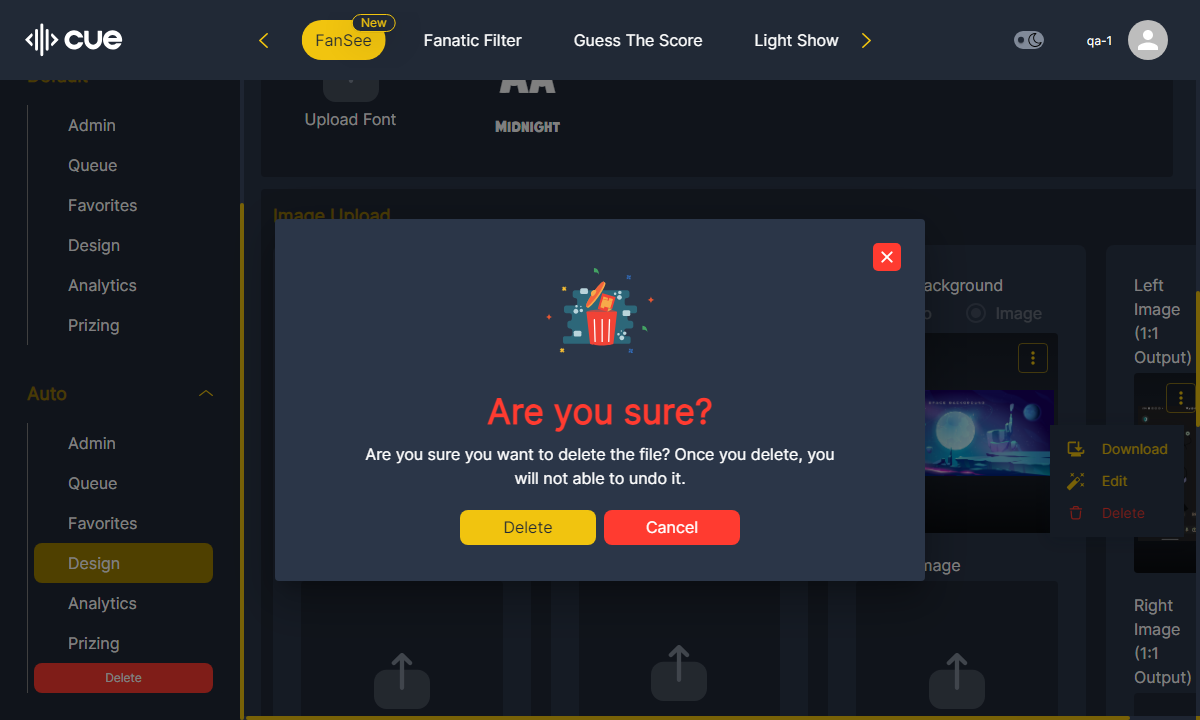 cue
FanSee
New
Fanatic Filter
Guess The Score
Light Show
qa-1
Default
Admin
Queue
Favorites
Design
Analytics
Prizing
Auto
Admin
Queue
Favorites
Design
Analytics
Prizing
Delete
Upload Font
AA
MIDNIGHT
Image Upload
ackground
o
Image
Left
Image
(1:1
Output)
Download
Edit
Delete
mage
Right
Image
(1:1
Output)
Are you sure?
Are you sure you want to delete the file? Once you delete, you
will not able to undo it.
Delete
Cancel